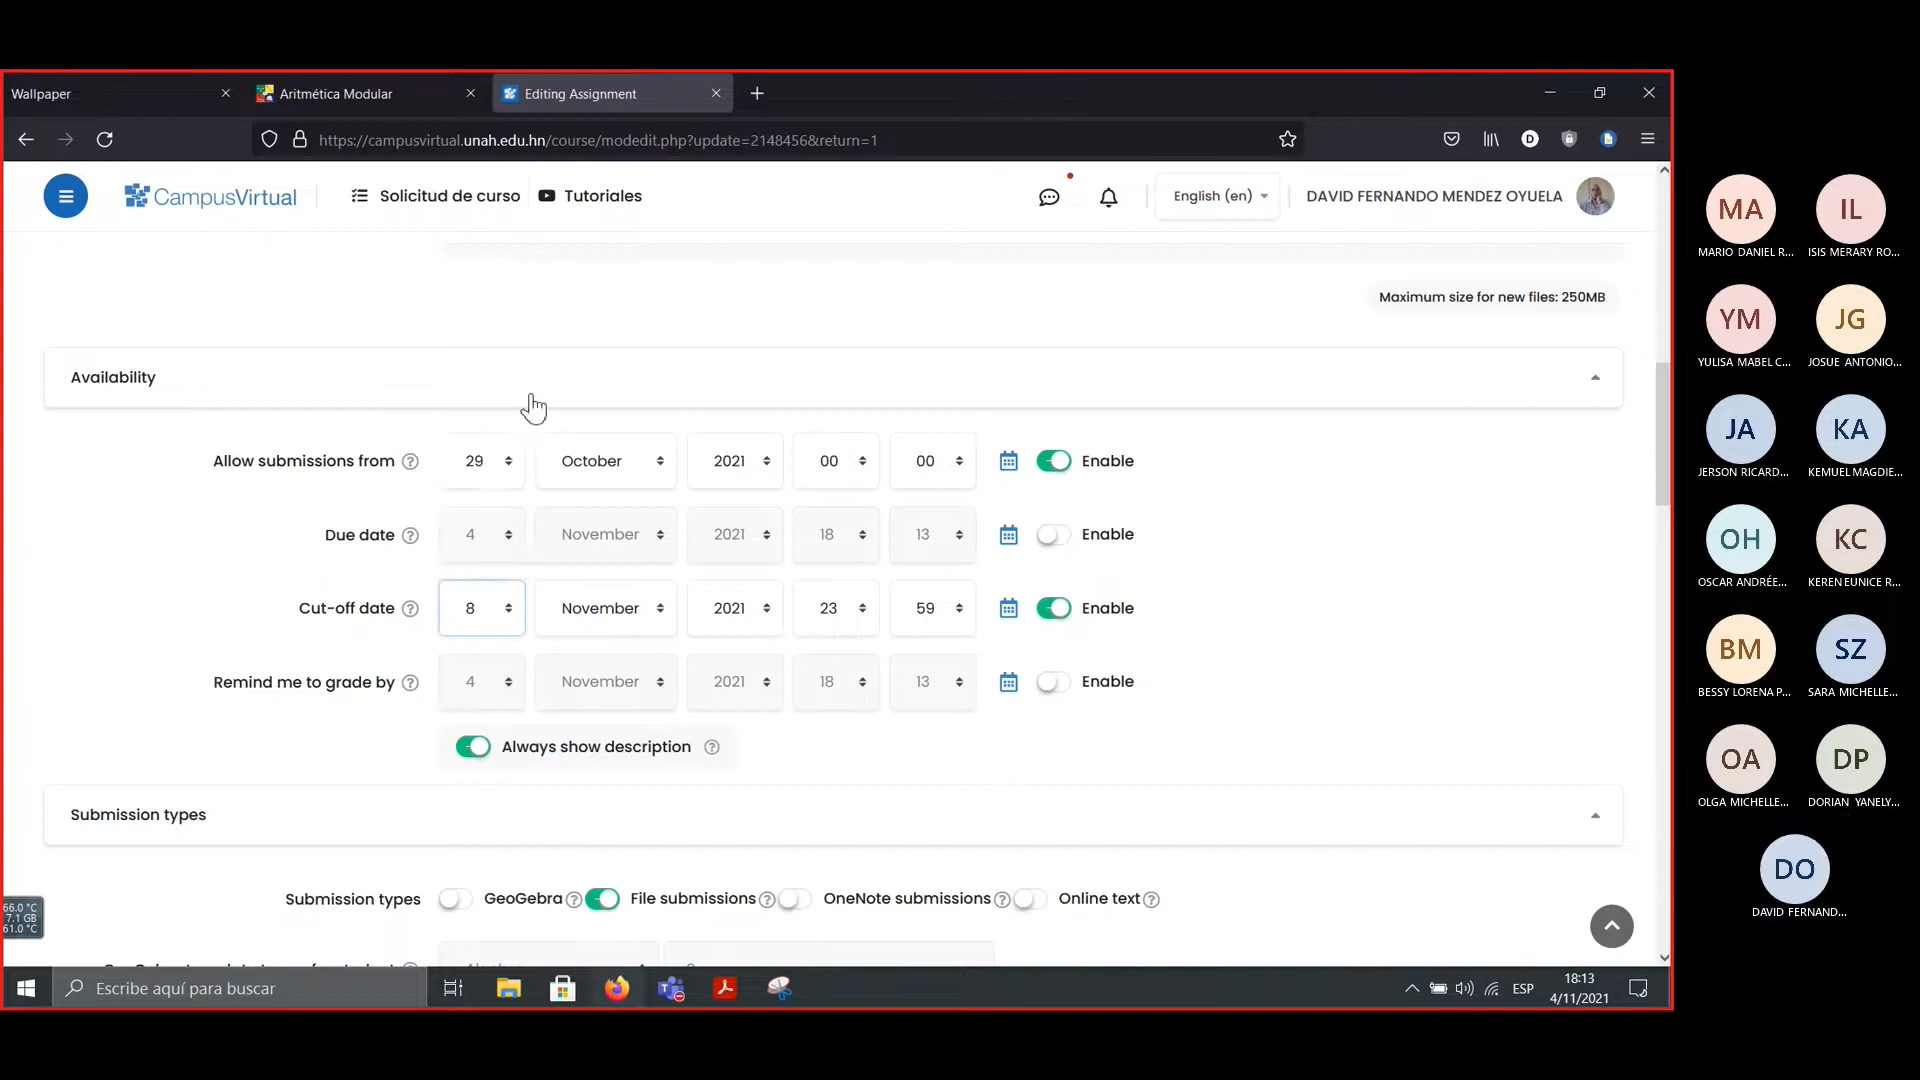 Wallpaper
Aritmética Modular
Editing Assignment
https://campusvirtual.unah.edu.hn/course/modedit.php?update=2148456&return=1
CampusVirtual
Solicitud de curso
Tutoriales
English (en)
DAVID FERNANDO MENDEZ OYUELA
Maximum size for new files: 250MB
Availability
Allow submissions from 29 October 2021 00 00 Enable
Due date 4 November 2021 18 13 Enable
Cut-off date 8 November 2021 23 59 Enable
Remind me to grade by 4 November 2021 18 13 Enable
Always show description
Submission types
Submission types GeoGebra File submissions OneNote submissions Online text
66.0 °C
7.1 GB
61.0 °C
Escribe aquí para buscar
ESP
18:13
4/11/2021
MA
MARIO DANIEL R...
IL
ISIS MERARY RO...
YM
YULISA MABEL C...
JG
JOSUE ANTONIO...
JA
JERSON RICARD...
KA
KEMUEL MAGDIE...
OH
OSCAR ANDRÉE...
KC
KEREN EUNICE R...
BM
BESSY LORENA P...
SZ
SARA MICHELLE...
OA
OLGA MICHELLE...
DP
DORIAN YANELY...
DO
DAVID FERNAND...